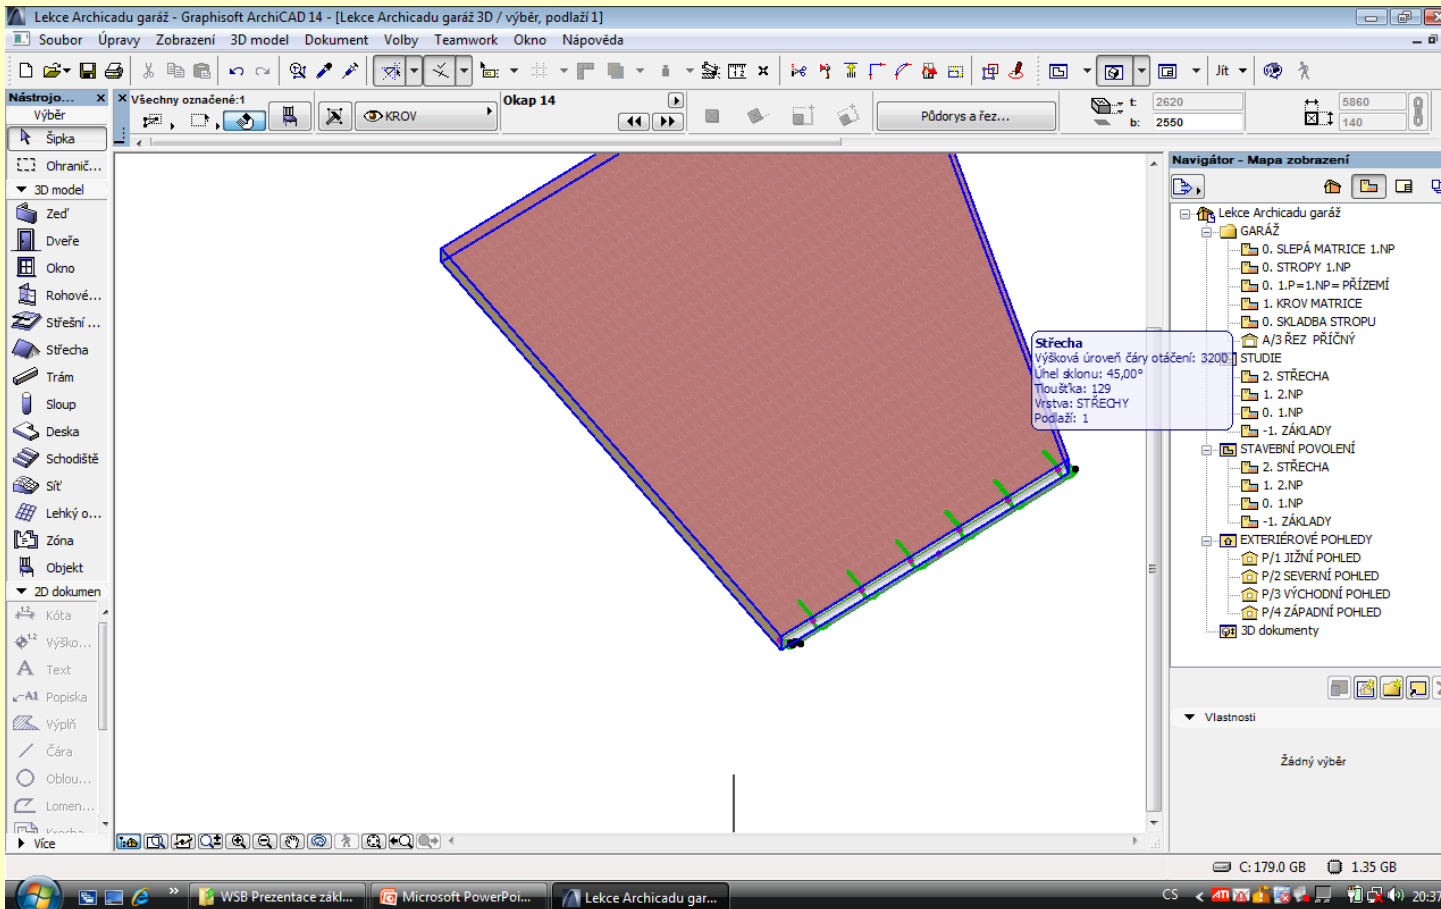 Lekce Archicadu garáž - Graphisoft ArchiCAD 14 - [Lekce Archicadu garáž 3D / výběr, podlaží 1]
Soubor Úpravy Zobrazení 3D model Dokument Volby Teamwork Okno Nápověda
Jít
Nástrojo...
Výběr
Šipka
Ohranič...
3D model
Zeď
Dveře
Okno
Rohové...
Střešní ...
Střecha
Trám
Sloup
Deska
Schodiště
Síť
Lehký o...
Zóna
Objekt
2D dokumen
Kóta
Výško...
Text
A1 Popiska
Výplň
Čára
Oblou...
Lomen...
Více
Všechny označené:1
KROV
Okap 14
Půdorys a řez...
t: 2620
b: 2550
5860
140
Střecha
Výšková úroveň čáry otáčení: 3200
Úhel sklonu: 45,00°
Tloušťka: 129
Vrstva: STŘECHY
Podlaží: 1
Navigátor - Mapa zobrazení
Lekce Archicadu garáž
GARÁŽ
0. SLEPÁ MATRICE 1.NP
0. STROPY 1.NP
0. 1.P=1.NP= PŘÍZEMÍ
1. KROV MATRICE
0. SKLADBA STROPU
A/3 ŘEZ PŘÍČNÝ
STUDIE
2. STŘECHA
1. 2.NP
0. 1.NP
-1. ZÁKLADY
STAVEBNÍ POVOLENÍ
2. STŘECHA
1. 2.NP
0. 1.NP
-1. ZÁKLADY
EXTERIÉROVÉ POHLEDY
P/1 JIŽNÍ POHLED
P/2 SEVERNÍ POHLED
P/3 VÝCHODNÍ POHLED
P/4 ZÁPADNÍ POHLED
3D dokumenty
Vlastnosti
Žádný výběr
C: 179.0 GB 1.35 GB
WSB Prezentace zákl... Microsoft PowerPoi... Lekce Archicadu gar... CS ATI 20:37